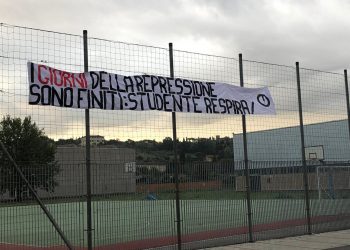 I GIORNI DELLA REPRESSIONE
SONO FINITI: STUDENTE RESPIRA!